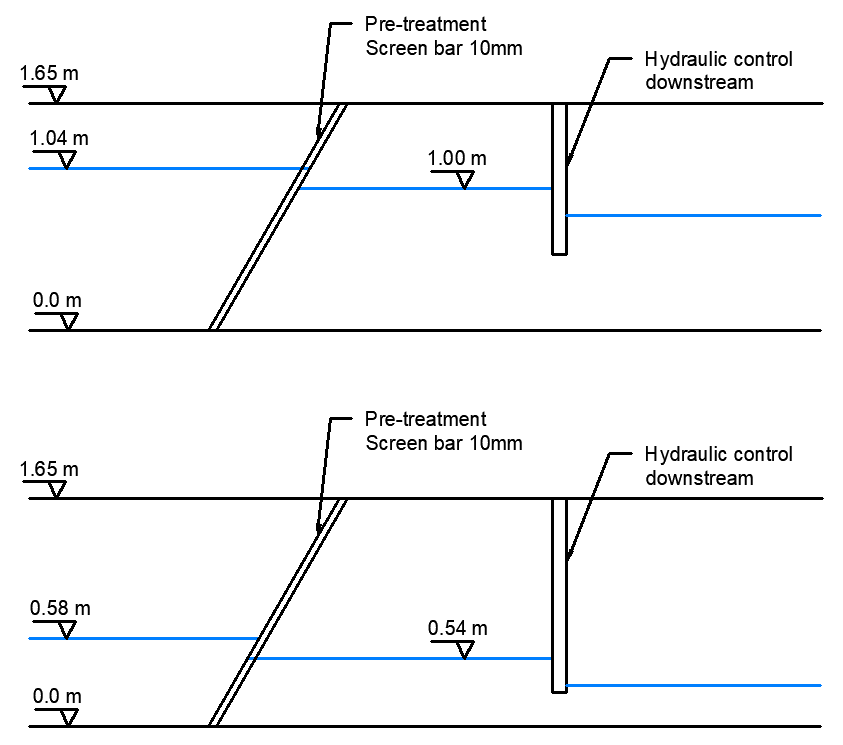 Pre-treatment
Screen bar 10mm
Hydraulic control
downstream
1.65 m
1.04 m
1.00 m
0.0 m
Pre-treatment
Screen bar 10mm
Hydraulic control
downstream
1.65 m
0.58 m
0.54 m
0.0 m